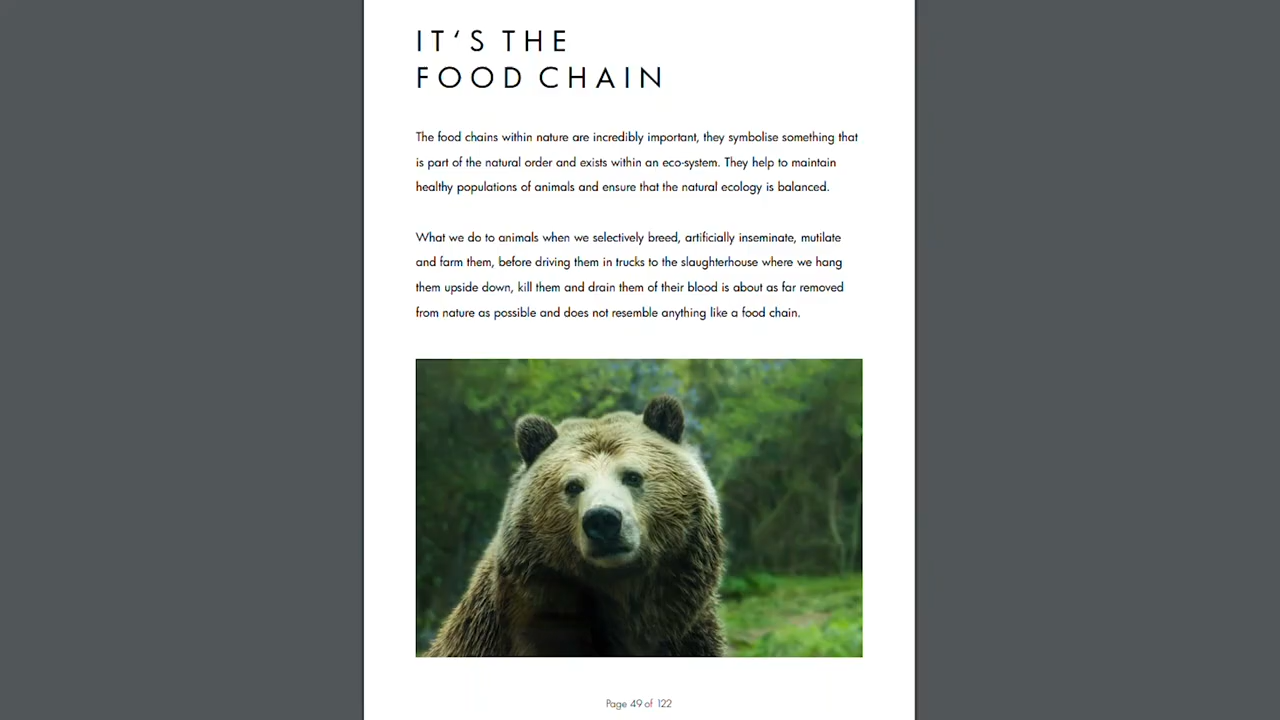 IT‘S THE
FOOD CHAIN
The food chains within nature are incredibly important, they symbolise something that
is part of the natural order and exists within an eco-system. They help to maintain
healthy populations of animals and ensure that the natural ecology is balanced.
What we do to animals when we selectively breed, artificially inseminate, mutilate
and farm them, before driving them in trucks to the slaughterhouse where we hang
them upside down, kill them and drain them of their blood is about as far removed
from nature as possible and does not resemble anything like a food chain.
Page 49 of 122